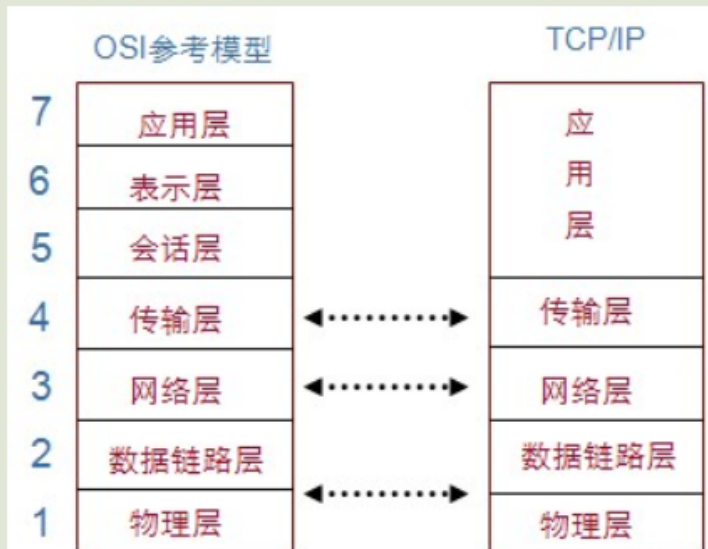 OSI参考模型
TCP/IP
7
应用层
6
表示层
5
会话层
4
传输层
3
网络层
2
数据链路层
1
物理层
应
用
层
传输层
网络层
数据链路层
物理层